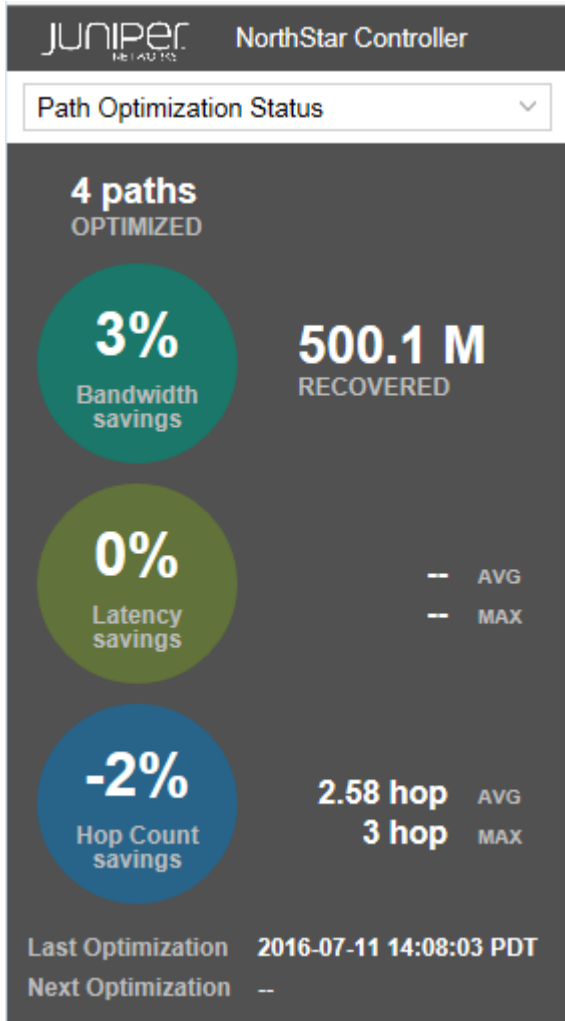 JUNIPER NorthStar Controller
NETWORKS
Path Optimization Status
4 paths
OPTIMIZED
3%
Bandwidth
savings
500.1 M
RECOVERED
0%
Latency
savings
-- AVG
-- MAX
-2%
Hop Count
savings
2.58 hop AVG
3 hop MAX
Last Optimization 2016-07-11 14:08:03 PDT
Next Optimization --